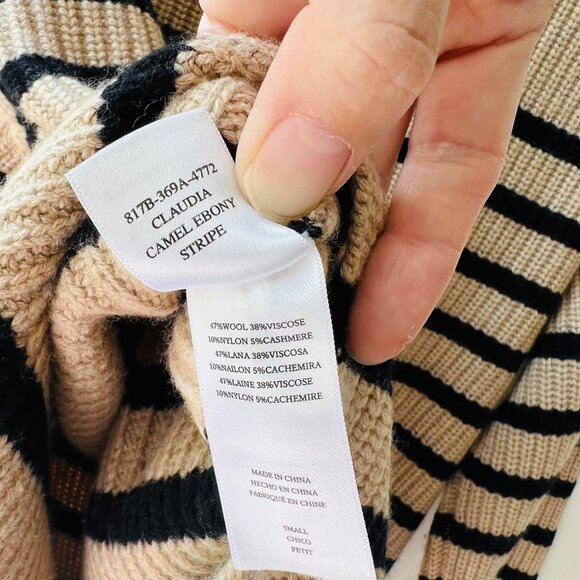 817B-369A-4772
CLAUDIA
CAMEL EBONY
STRIPE
47%WOOL 38%VISCOSE
10%NYLON 5%CASHMERE
47%LANA 38%VISCOSA
10%NAILON 5%CACHEMIRA
47%LAINE 38%VISCOSE
10%NYLON 5%CACHEMIRE
MADE IN CHINA
HECHO EN CHINA
FABRIQUÉ EN CHINE
SMALL
CHICO
PETIT